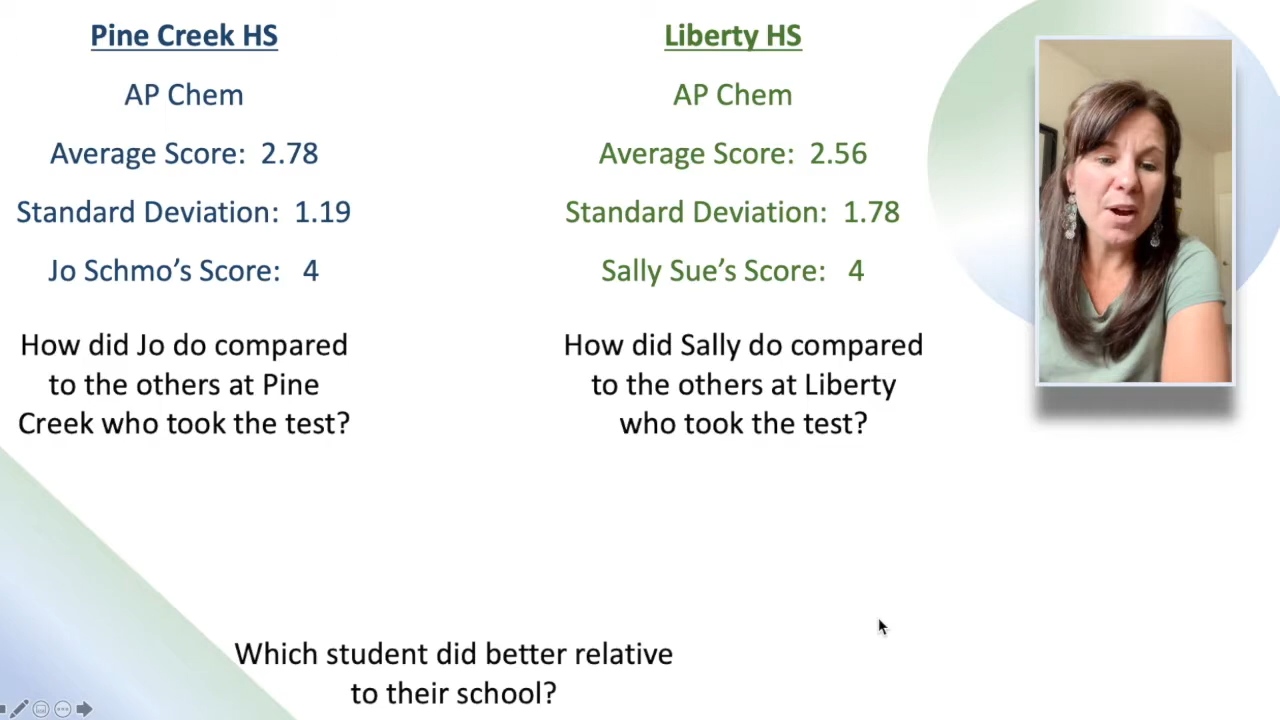 Pine Creek HS
AP Chem
Average Score: 2.78
Standard Deviation: 1.19
Jo Schmo's Score: 4
How did Jo do compared
to the others at Pine
Creek who took the test?
Liberty HS
AP Chem
Average Score: 2.56
Standard Deviation: 1.78
Sally Sue's Score: 4
How did Sally do compared
to the others at Liberty
who took the test?
Which student did better relative
to their school?